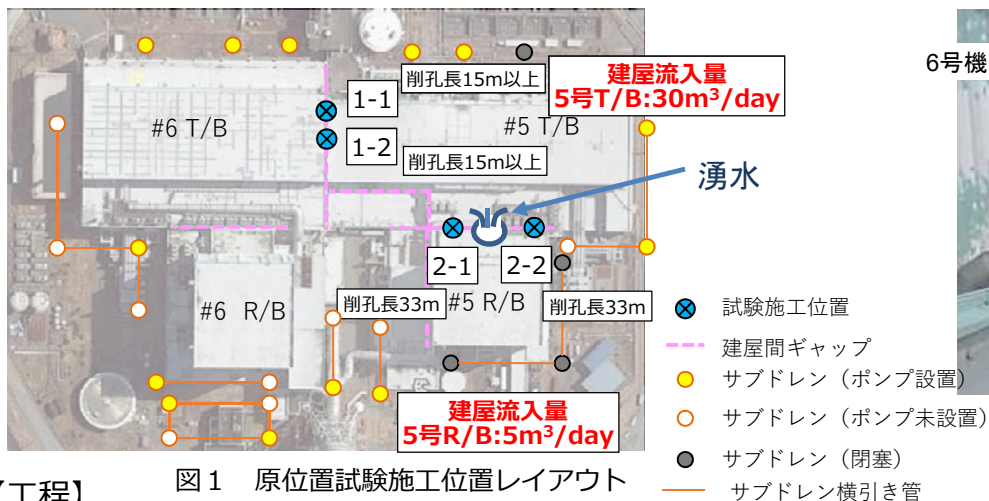 6号機
削孔長15m以上
建屋流入量
5号T/B:30m³/day
1-1
#6 T/B
#5 T/B
1-2
削孔長15m以上
湧水
2-1
2-2
#6 R/B
削孔長33m
#5 R/B
削孔長33m
試験施工位置
建屋間ギャップ
サブドレン（ポンプ設置）
サブドレン（ポンプ未設置）
サブドレン（閉塞）
サブドレン横引き管
建屋流入量
5号R/B:5m³/day
図１　原位置試験施工位置レイアウト
【工程】